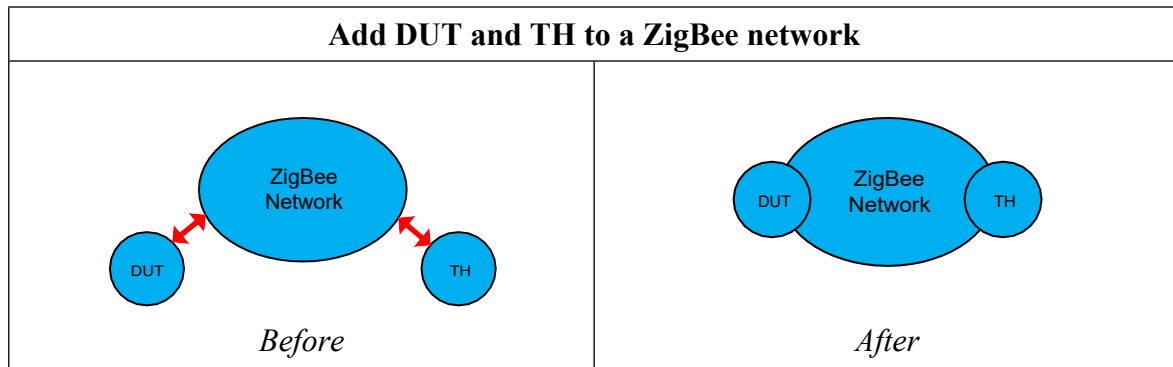 Add DUT and TH to a ZigBee network
ZigBee
Network
DUT
TH
Before
ZigBee
Network
DUT
TH
After